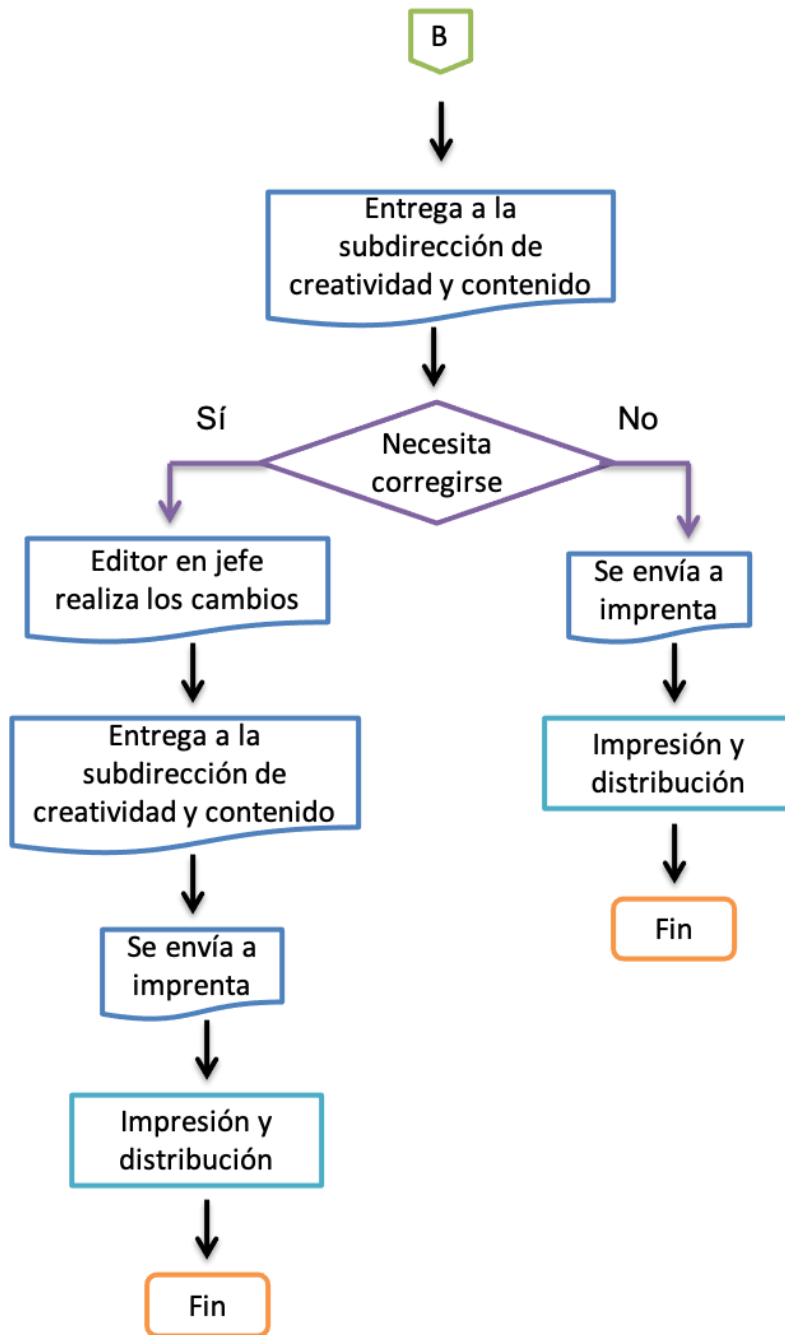 B
Entrega a la
subdirección de
creatividad y contenido
Sí
No
Necesita
corregirse
Editor en jefe
realiza los cambios
Entrega a la
subdirección de
creatividad y contenido
Se envía a
imprenta
Impresión y
distribución
Fin
Se envía a
imprenta
Impresión y
distribución
Fin